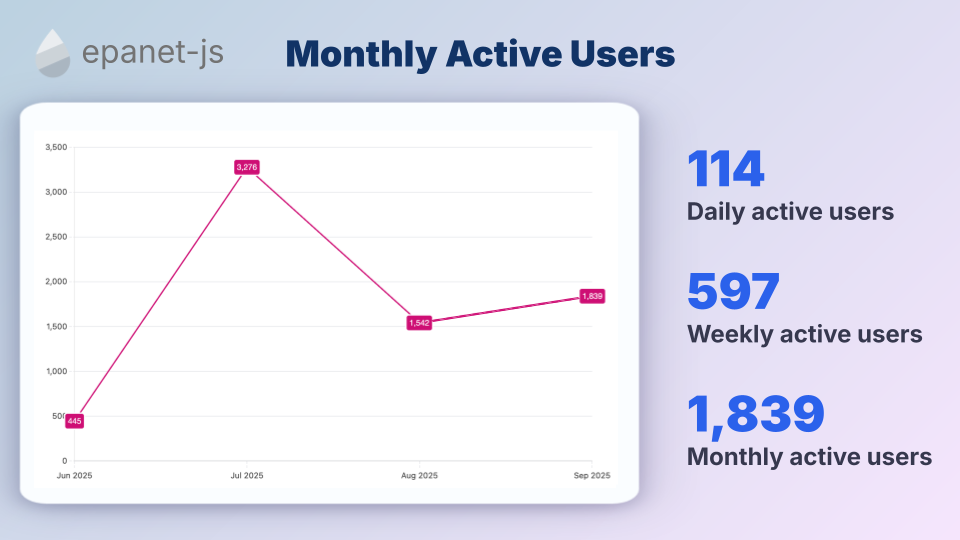 epanet-js
Monthly Active Users
3,500
3,000
2,500
2,000
1,500
1,000
500
0
445
3,276
1,542
1,839
Jun 2025
Jul 2025
Aug 2025
Sep 2025
114
Daily active users
597
Weekly active users
1,839
Monthly active users